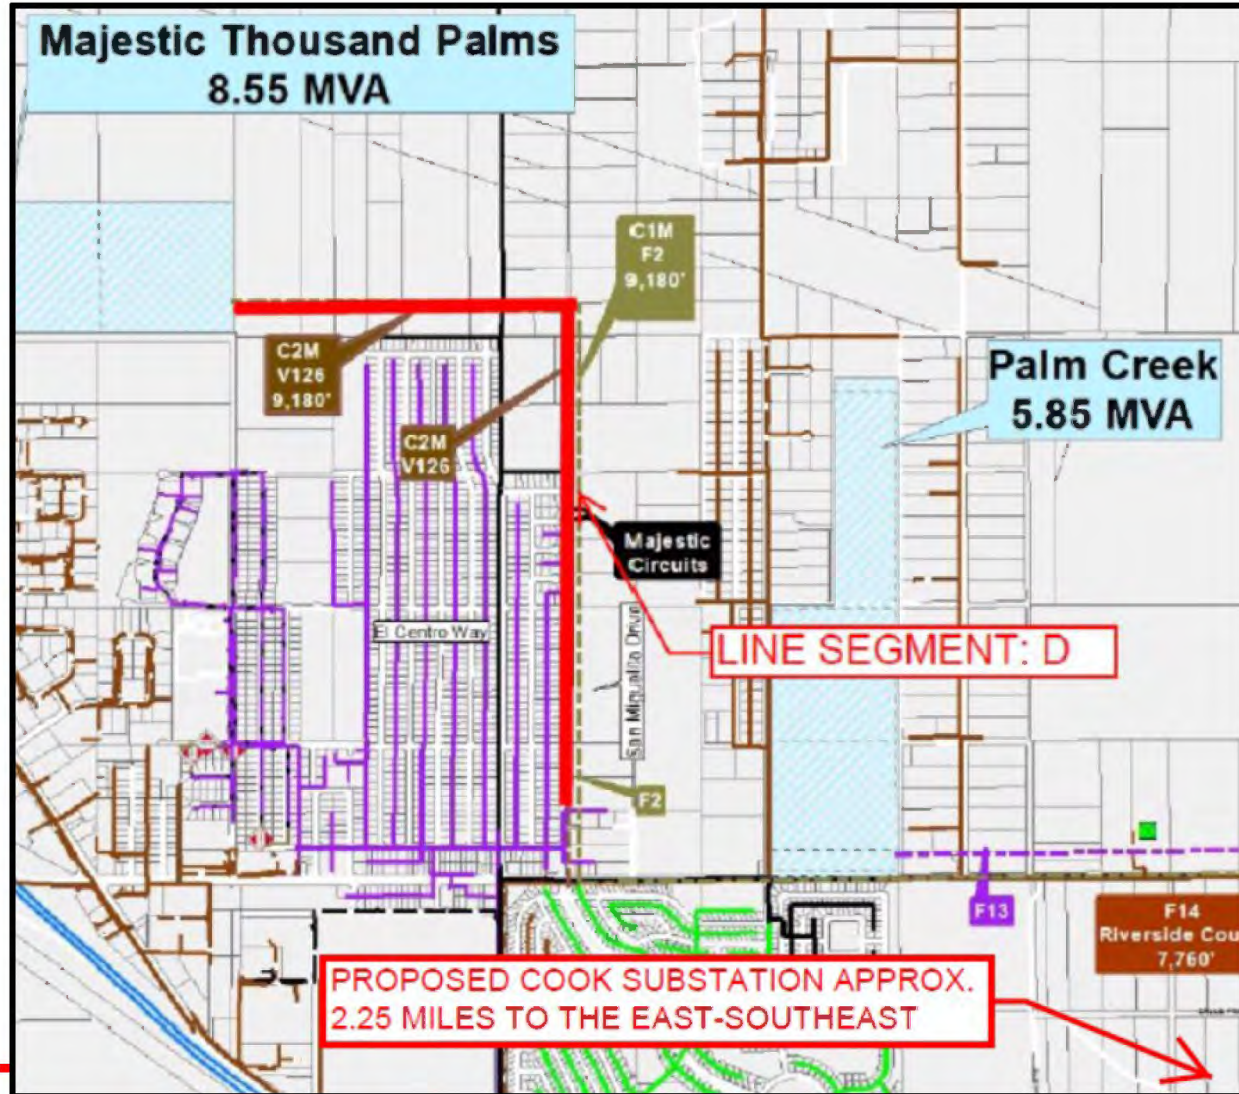 Majestic Thousand Palms
8.55 MVA
C1M
F2
9,180'
C2M
V126
9,180'
Palm Creek
5.85 MVA
C2M
V126
Majestic
Circuits
El Centro Way
LINE SEGMENT: D
San Miguelito Drive
F2
F13
F14
Riverside Cou
7,760'
PROPOSED COOK SUBSTATION APPROX.
2.25 MILES TO THE EAST-SOUTHEAST